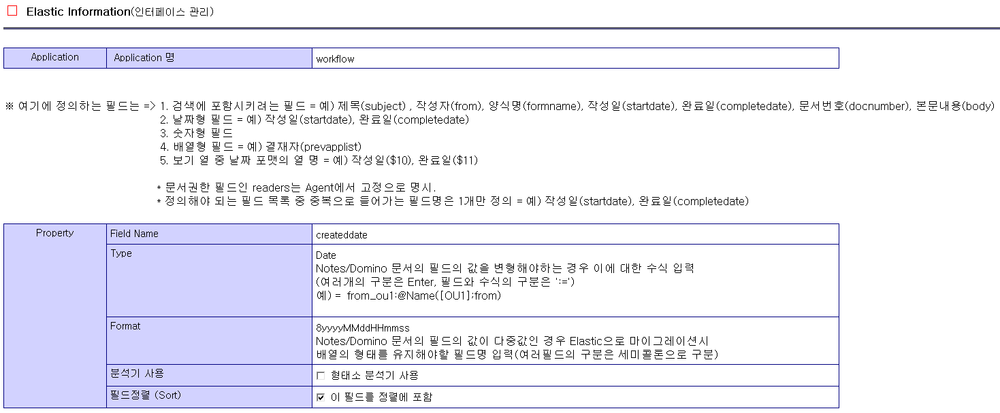 Elastic Information(인터페이스 관리)
Application Application 명 workflow
※ 여기에 정의하는 필드는 => 1. 검색에 포함시키려는 필드 = 예) 제목(subject) , 작성자(from), 양식명(formname), 작성일(startdate), 완료일(completedate), 문서번호(docnumber), 본문내용(body)
2. 날짜형 필드 = 예) 작성일(startdate), 완료일(completedate)
3. 숫자형 필드
4. 배열형 필드 = 예) 결재자(prevapplist)
5. 보기 열 중 날짜 포맷의 열 명 = 예) 작성일($10), 완료일($11)
* 문서권한 필드인 readers는 Agent에서 고정으로 명시.
* 정의해야 되는 필드 목록 중 중복으로 들어가는 필드명은 1개만 정의 = 예) 작성일(startdate), 완료일(completedate)
Property Field Name createddate
Type Date
Notes/Domino 문서의 필드의 값을 변형해야하는 경우 이에 대한 수식 입력
(여러개의 구분은 Enter, 필드와 수식의 구분은 ':=')
예) = from_ou1:@Name([OU1];from)
Format 8yyyyMMddHHmmss
Notes/Domino 문서의 필드의 값이 다중값인 경우 Elastic으로 마이그레이션시
배열의 형태를 유지해야할 필드명 입력(여러필드의 구분은 세미콜론으로 구분)
분석기 사용 형태소 분석기 사용
필드정렬 (Sort) 이 필드를 정렬에 포함